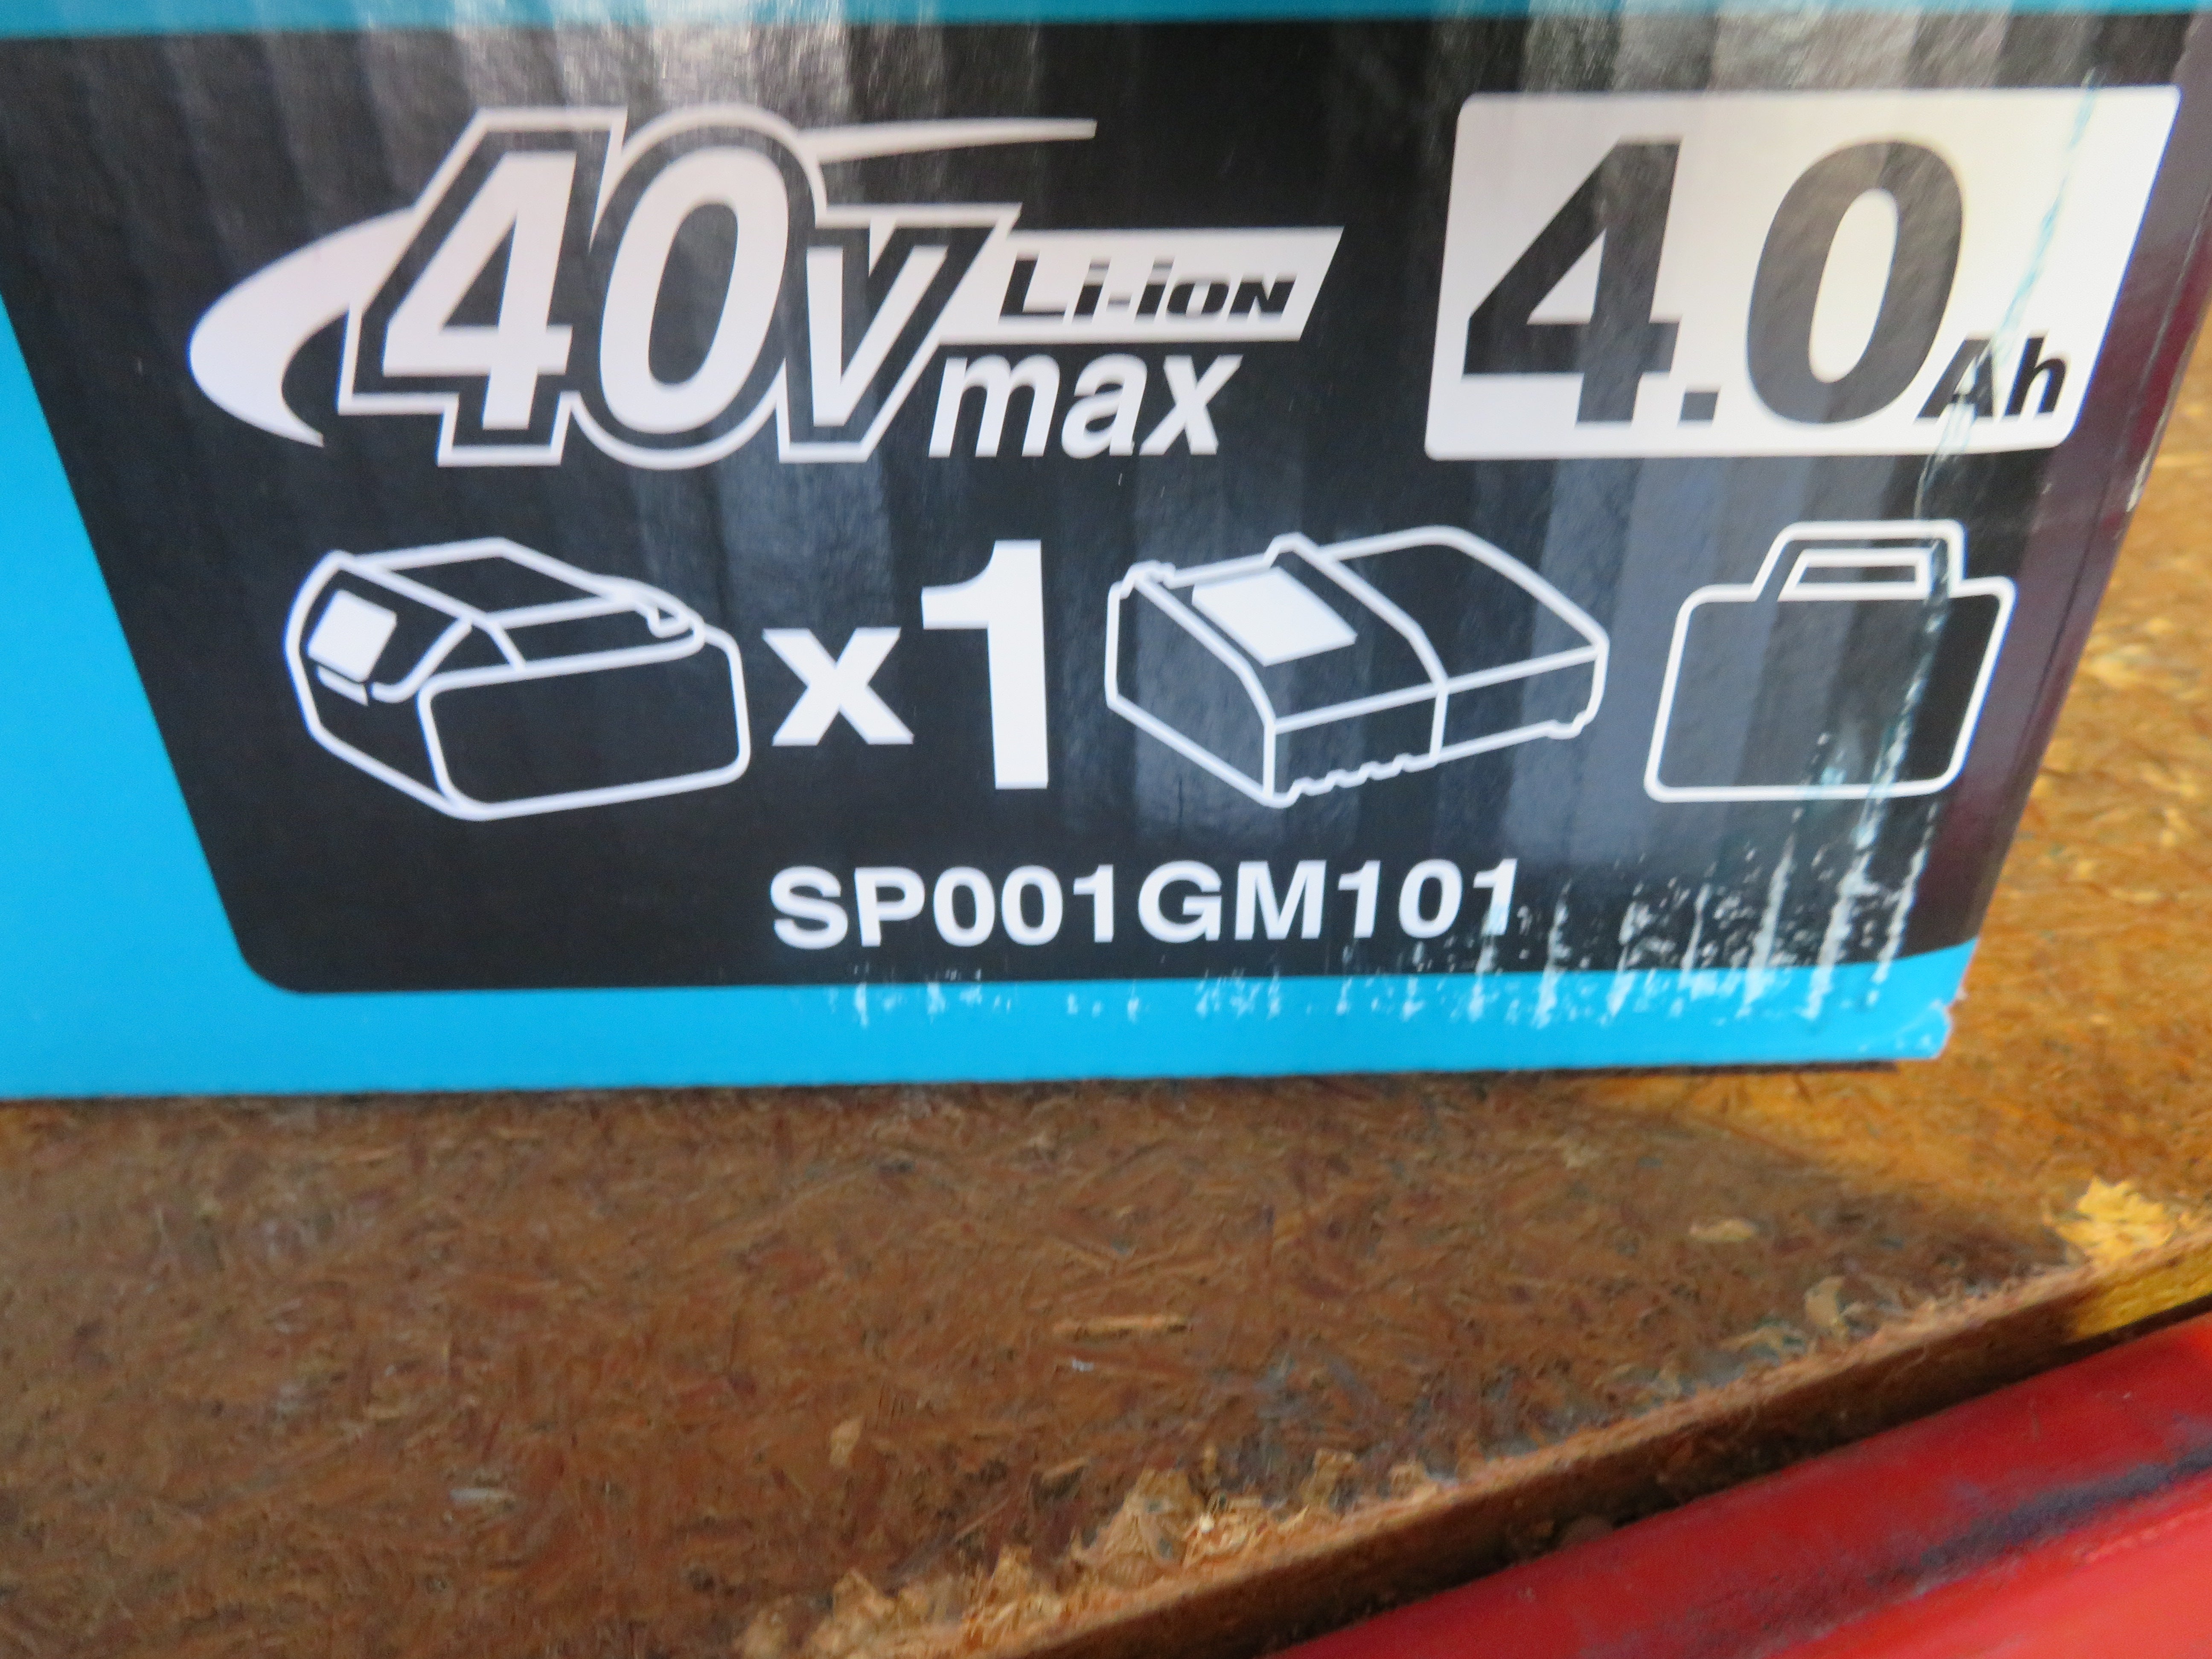 40V Li-ion max
4.0Ah
x1
SP001GM101